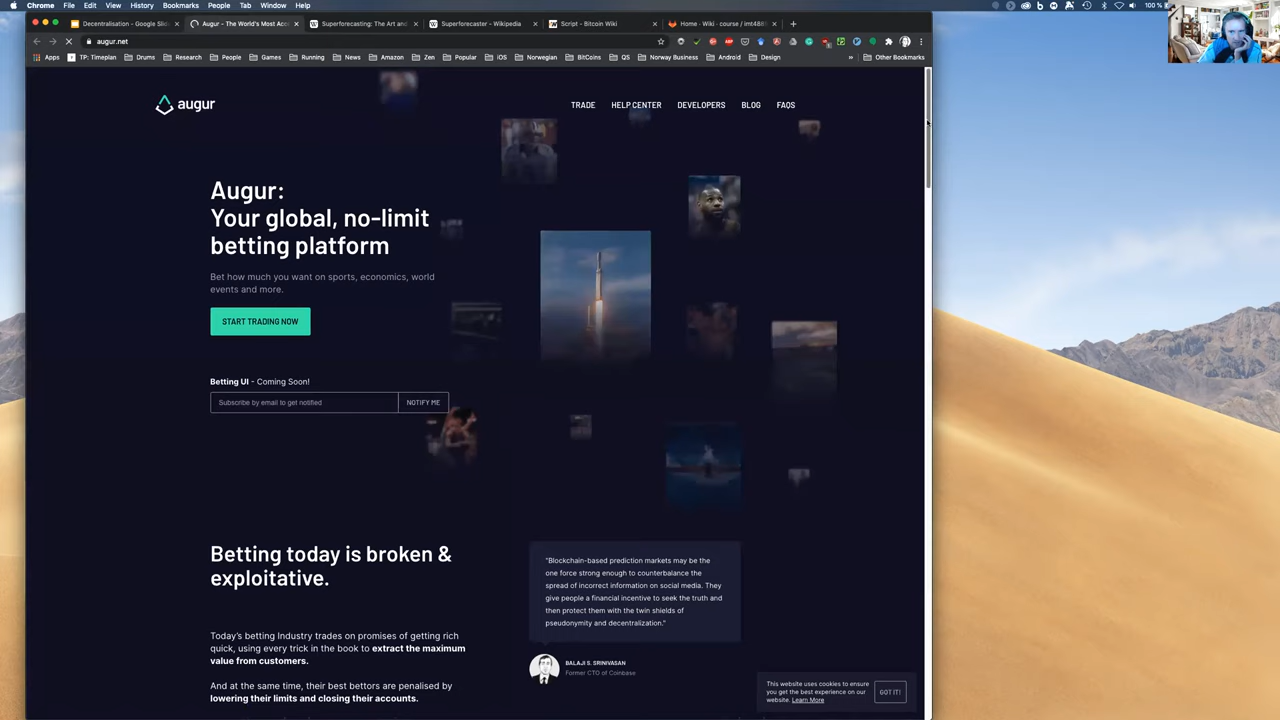 Chrome File Edit View History Bookmarks People Tab Window Help
100 %
Decentralisation - Google Slid
Augur - The World's Most Acc
Superforecasting: The Art and
Superforecaster - Wikipedia
Script - Bitcoin Wiki
Home · Wiki · course / imt488
augur.net
Apps TP: Timeplan Drums Research People Games Running News Amazon Zen Popular iOS Norwegian BitCoins QS Norway Business Android Design » Other Bookmarks
augur
TRADE HELP CENTER DEVELOPERS BLOG FAQS
Augur:
Your global, no-limit
betting platform
Bet how much you want on sports, economics, world
events and more.
START TRADING NOW
Betting UI - Coming Soon!
Subscribe by email to get notified NOTIFY ME
Betting today is broken &
exploitative.
Today's betting Industry trades on promises of getting rich
quick, using every trick in the book to extract the maximum
value from customers.
And at the same time, their best bettors are penalised by
lowering their limits and closing their accounts.
"Blockchain-based prediction markets may be the
one force strong enough to counterbalance the
spread of incorrect information on social media. They
give people a financial incentive to seek the truth and
then protect them with the twin shields of
pseudonymity and decentralization."
BALAJI S. SRINIVASAN
Former CTO of Coinbase
This website uses cookies to ensure
you get the best experience on our
website. Learn More
GOT IT!